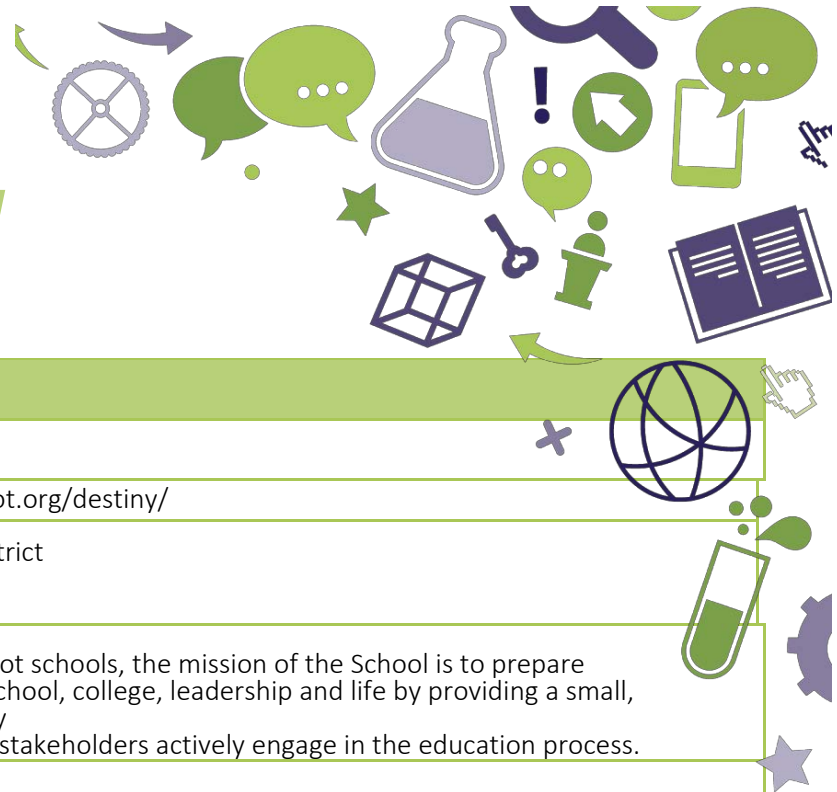 ot.org/destiny/
trict
ot schools, the mission of the School is to prepare
chool, college, leadership and life by providing a small,
y
stakeholders actively engage in the education process.